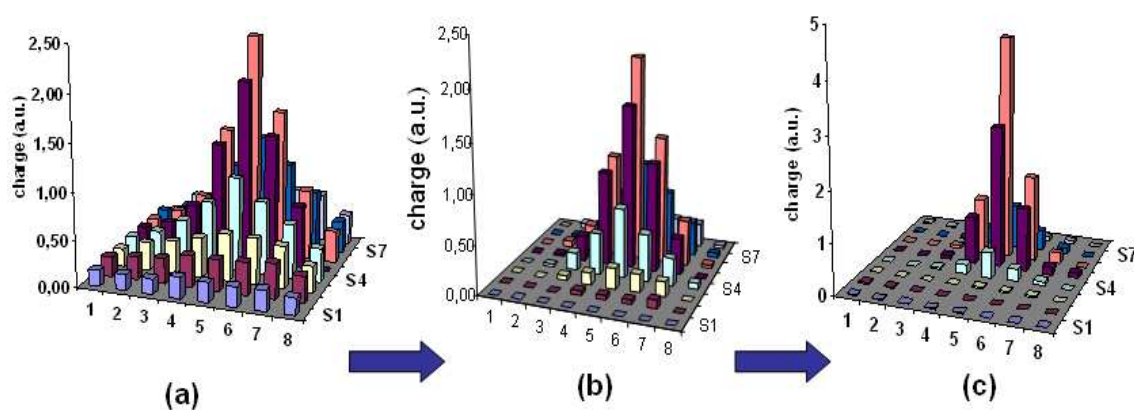 charge (a.u.)
2,50
2,00
1,50
1,00
0,50
0,00
1 2 3 4 5 6 7 8
S7
S4
S1
(a)
charge (a.u.)
2,50
2,00
1,50
1,00
0,50
0,00
1 2 3 4 5 6 7 8
S7
S4
S1
(b)
charge (a.u.)
5
4
3
2
1
0
1 2 3 4 5 6 7 8
S7
S4
S1
(c)